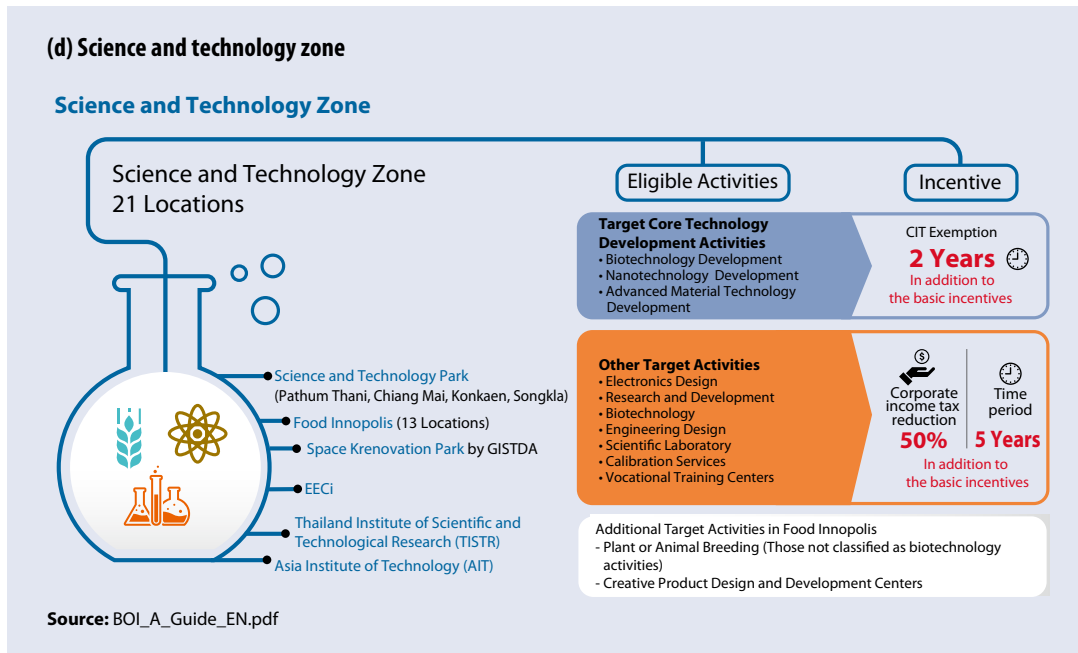 (d) Science and technology zone
Science and Technology Zone
Science and Technology Zone
21 Locations
Science and Technology Park
(Pathum Thani, Chiang Mai, Konkaen, Songkla)
Food Innopolis (13 Locations)
Space Krenovation Park by GISTDA
EECi
Thailand Institute of Scientific and
Technological Research (TISTR)
Asia Institute of Technology (AIT)
Eligible Activities
Incentive
Target Core Technology
Development Activities
• Biotechnology Development
• Nanotechnology Development
• Advanced Material Technology
Development
CIT Exemption
2 Years
In addition to
the basic incentives
Other Target Activities
• Electronics Design
• Research and Development
• Biotechnology
• Engineering Design
• Scientific Laboratory
• Calibration Services
• Vocational Training Centers
$
Corporate
income tax
reduction
50%
Time
period
5 Years
In addition to
the basic incentives
Additional Target Activities in Food Innopolis
- Plant or Animal Breeding (Those not classified as biotechnology
activities)
- Creative Product Design and Development Centers
Source: BOI_A_Guide_EN.pdf